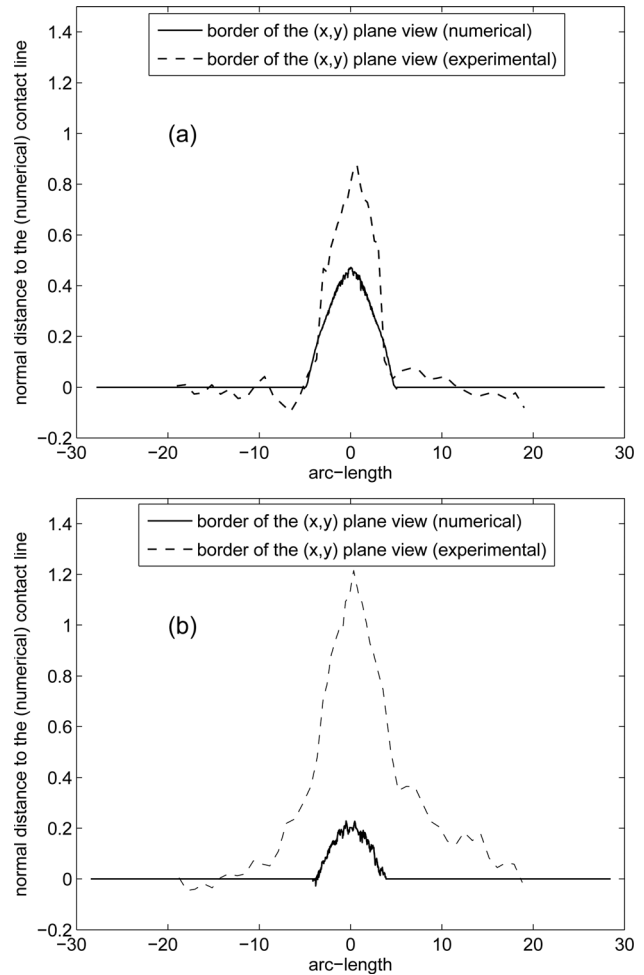 1.4
1.2
1
0.8
0.6
0.4
0.2
0
−0.2
normal distance to the (numerical) contact line
border of the (x,y) plane view (numerical)
border of the (x,y) plane view (experimental)
(a)
−30 −20 −10 0 10 20 30
arc−length
1.4
1.2
1
0.8
0.6
0.4
0.2
0
−0.2
normal distance to the (numerical) contact line
border of the (x,y) plane view (numerical)
border of the (x,y) plane view (experimental)
(b)
−30 −20 −10 0 10 20 30
arc−length